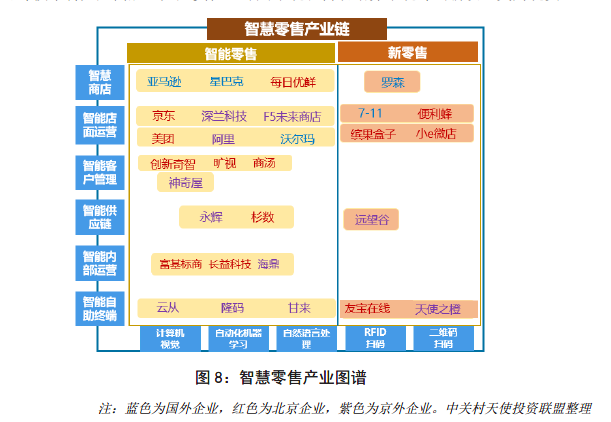 智慧零售产业链
智能零售 新零售
智慧商店 亚马逊 星巴克 每日优鲜 罗森
智能店面运营 京东 深兰科技 F5未来商店 7-11 便利蜂
美团 阿里 沃尔玛 缤果盒子 小e微店
智能客户管理 创新奇智 旷视 商汤
神奇屋
智能供应链 永辉 杉数 远望谷
智能内部运营 富基标商 长益科技 海鼎
智能自助终端 云从 隆码 甘来 友宝在线 天使之橙
计算机视觉 自动化机器学习 自然语言处理 RFID扫码 二维码扫码
图 8：智慧零售产业图谱
注：蓝色为国外企业，红色为北京企业，紫色为京外企业。中关村天使投资联盟整理